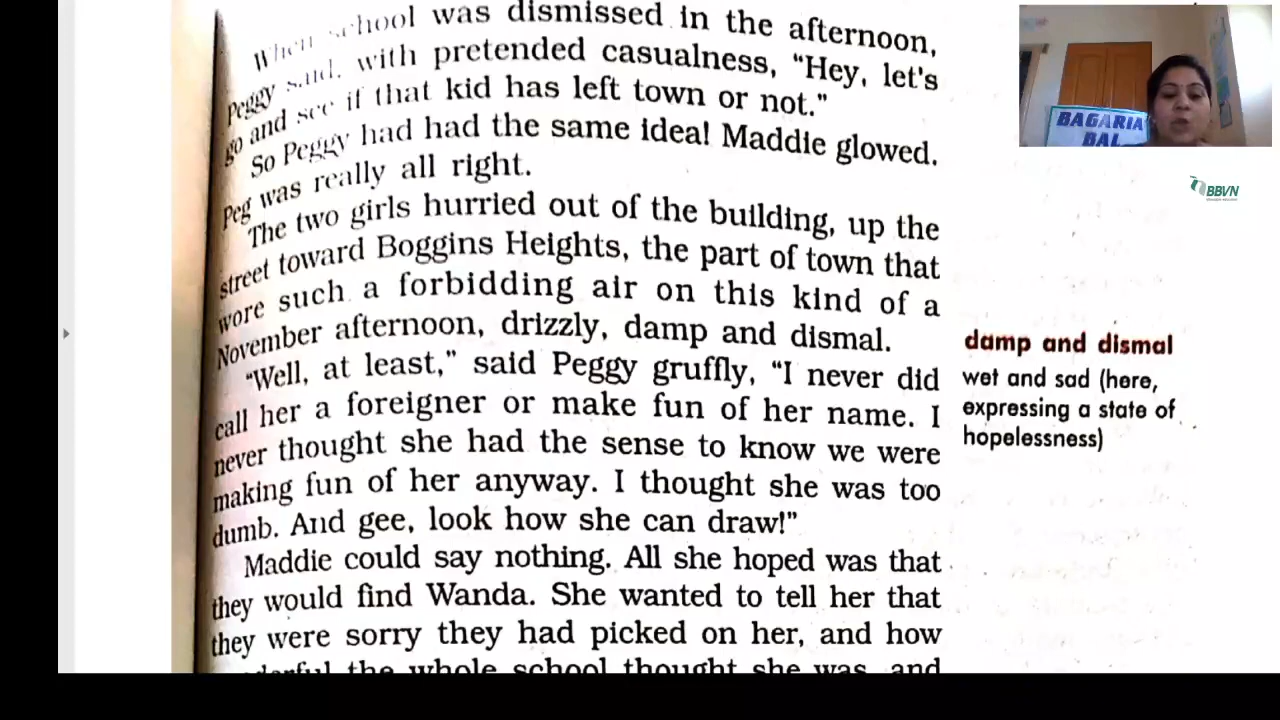 When school was dismissed in the afternoon,
Peggy said, with pretended casualness, “Hey, let's
go and see if that kid has left town or not.”
So Peggy had had the same idea! Maddie glowed.
Peg was really all right.
The two girls hurried out of the building, up the
street toward Boggins Heights, the part of town that
wore such a forbidding air on this kind of a
November afternoon, drizzly, damp and dismal.
“Well, at least,” said Peggy gruffly, “I never did
call her a foreigner or make fun of her name. I
never thought she had the sense to know we were
making fun of her anyway. I thought she was too
dumb. And gee, look how she can draw!”
Maddie could say nothing. All she hoped was that
they would find Wanda. She wanted to tell her that
they were sorry they had picked on her, and how
the whole school thought she was, and
damp and dismal
wet and sad (here,
expressing a state of
hopelessness)
BAGARIA
BAL
BBVN